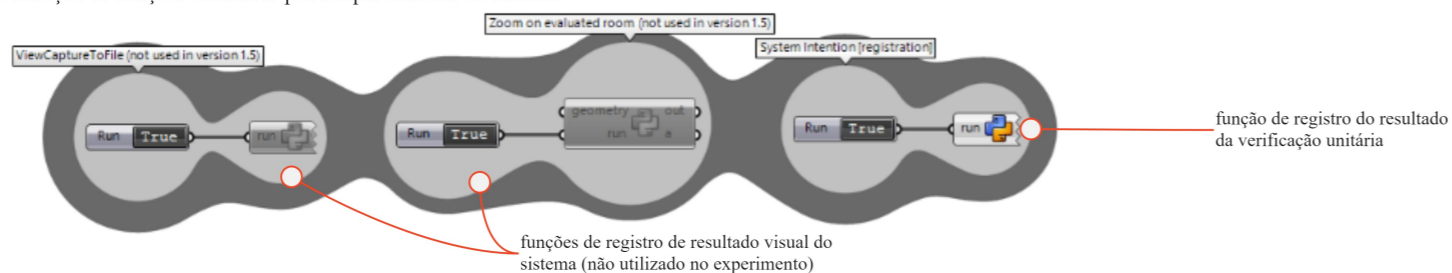 Zoom on evaluated room (not used in version 1.5)
ViewCaptureToFile (not used in version 1.5)
System Intention [registration]
Run True run
Run True geometry run out a
Run True run
função de registro do resultado
da verificação unitária
funções de registro de resultado visual do
sistema (não utilizado no experimento)